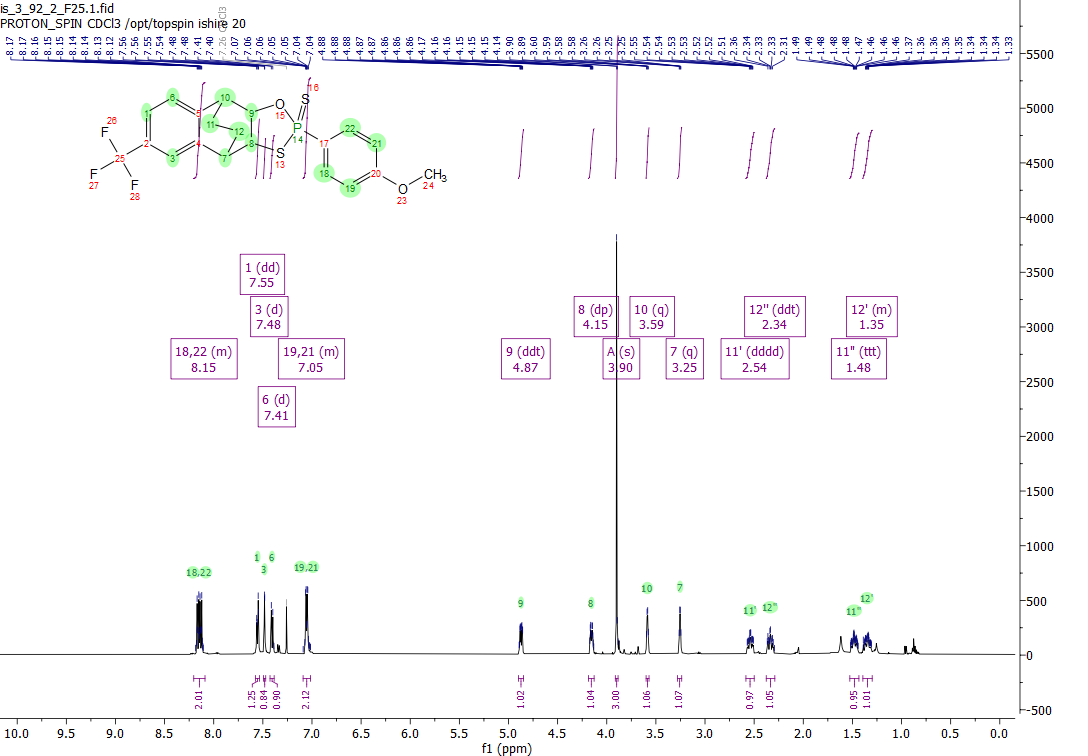 is_3_92_2_F25.1.fid
PROTON_SPIN CDCl3 /opt/topspin ishire 20
8.17 8.17 8.16 8.15 8.15 8.14 8.14 8.13 8.12 7.56 7.56 7.55 7.54 7.48 7.48 7.41 7.40 7.26 CDCl3 7.07 7.06 7.06 7.05 7.05 7.04 7.04 4.88 4.88 4.88 4.87 4.87 4.86 4.86 4.86 4.17 4.16 4.16 4.15 4.15 4.15 4.14 3.90 3.89 3.60 3.59 3.58 3.58 3.26 3.26 3.25 3.25 2.55 2.54 2.54 2.53 2.53 2.52 2.52 2.51 2.36 2.34 2.33 2.33 2.31 1.49 1.49 1.48 1.48 1.48 1.47 1.46 1.46 1.46 1.37 1.36 1.36 1.36 1.35 1.34 1.34 1.34 1.33
6 10 O S 16
1 5 9 15
F 26 11 12 P 14 22
2 4 8 17 21
25 3 7 S 13
F 27 F 28 18 20 CH3 24
19 O 23
1 (dd)
7.55
3 (d)
7.48
18,22 (m)
8.15
19,21 (m)
7.05
6 (d)
7.41
9 (ddt)
4.87
8 (dp)
4.15
A (s)
3.90
10 (q)
3.59
7 (q)
3.25
12'' (ddt)
2.34
11' (dddd)
2.54
12' (m)
1.35
11'' (ttt)
1.48
18,22 1 3 6 19,21 9 8 10 7 11' 12'' 11'' 12'
2.01 1.25 0.84 0.90 2.12 1.02 1.04 3.00 1.06 1.07 0.97 1.05 0.95 1.01
5500
5000
4500
4000
3500
3000
2500
2000
1500
1000
500
0
-500
10.0 9.5 9.0 8.5 8.0 7.5 7.0 6.5 6.0 5.5 5.0 4.5 4.0 3.5 3.0 2.5 2.0 1.5 1.0 0.5 0.0
f1 (ppm)